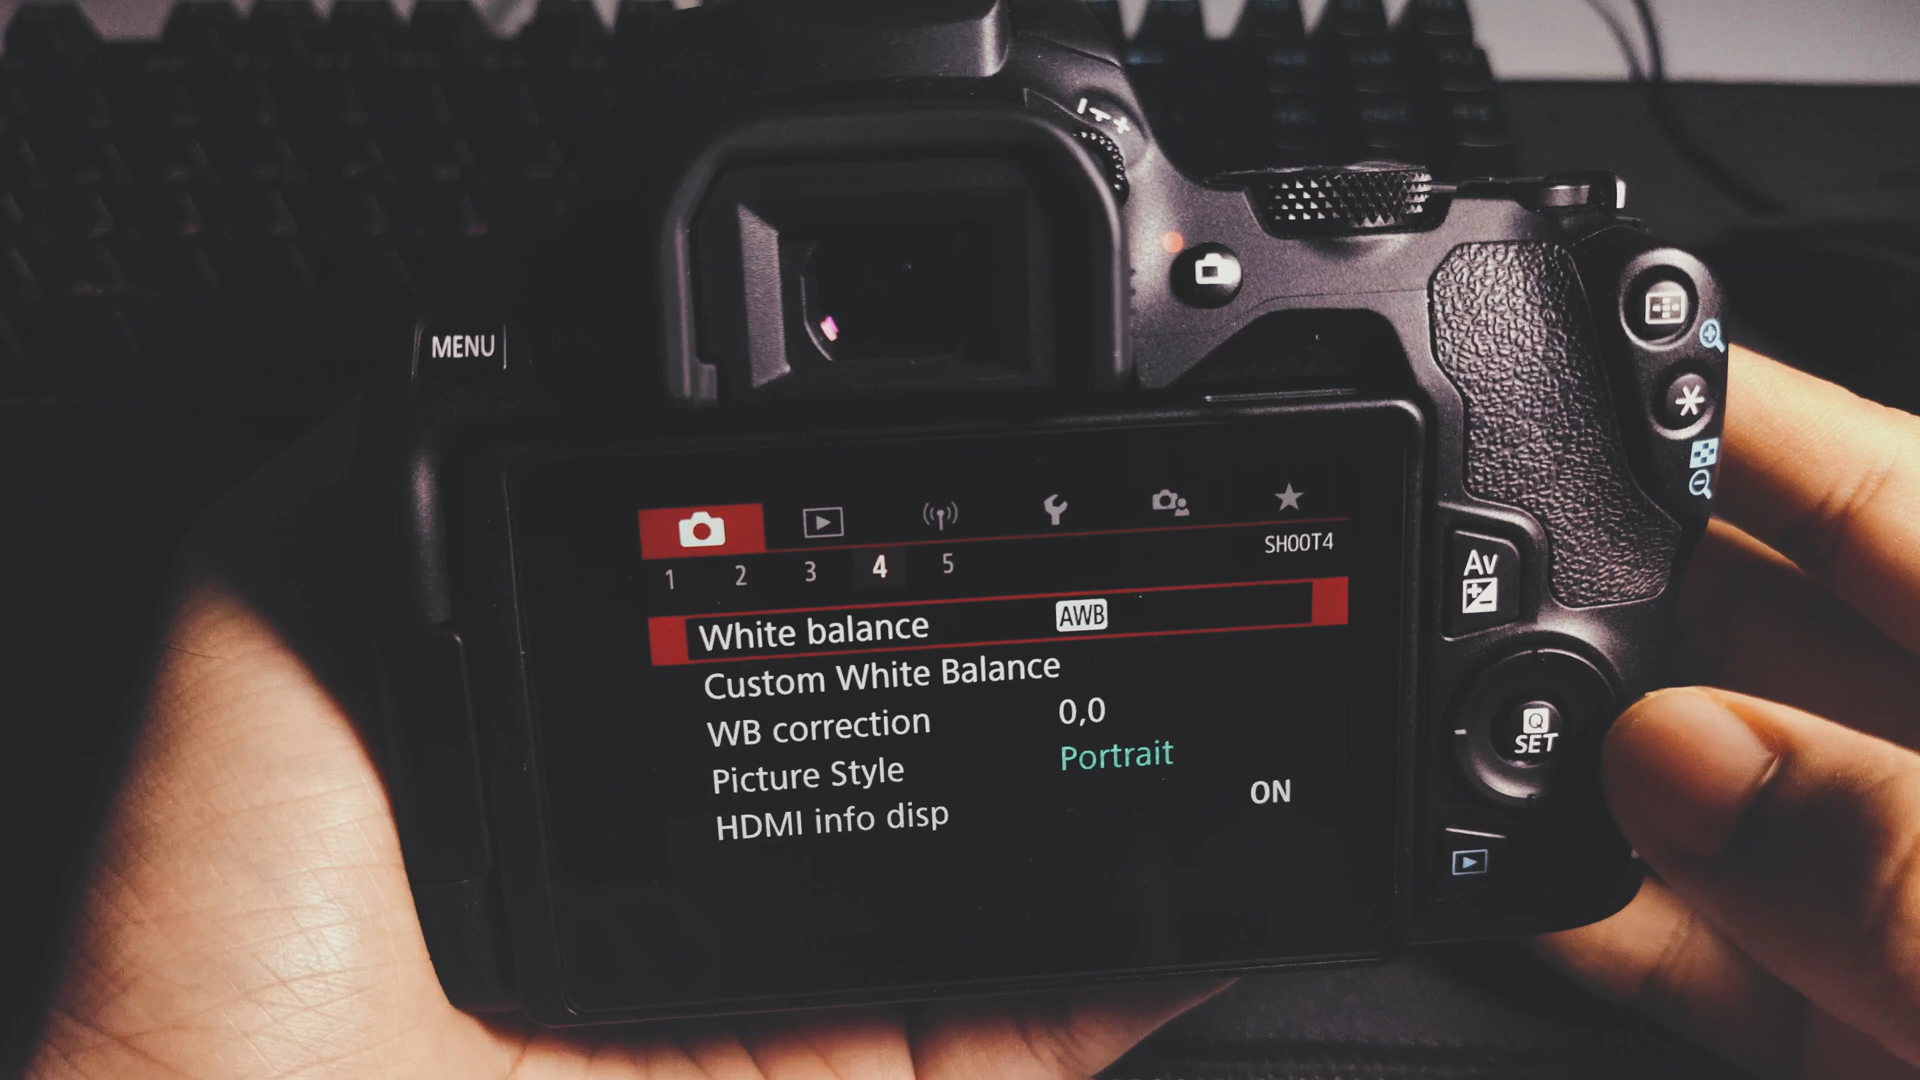 MENU
SHOOT4
1 2 3 4 5
White balance AWB
Custom White Balance
WB correction 0,0
Picture Style Portrait
HDMI info disp ON
Av
Q
SET